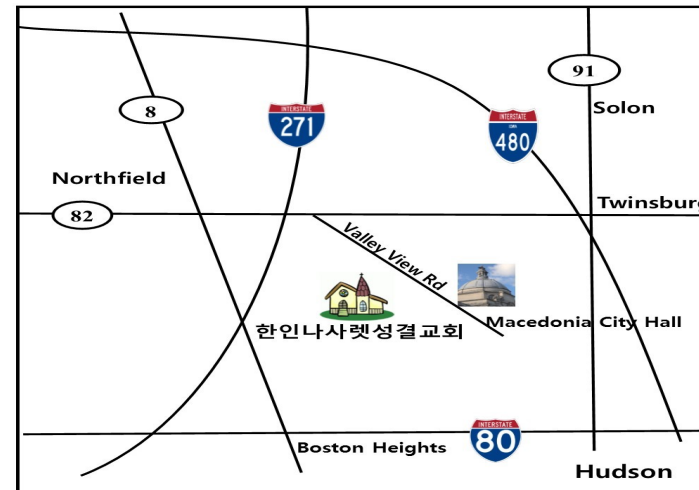 91
INTERSTATE
271
INTERSTATE
480
8
Solon
Northfield
82
Twinsburg
Valley View Rd
한인나사렛성결교회
Macedonia City Hall
INTERSTATE
80
Boston Heights
Hudson